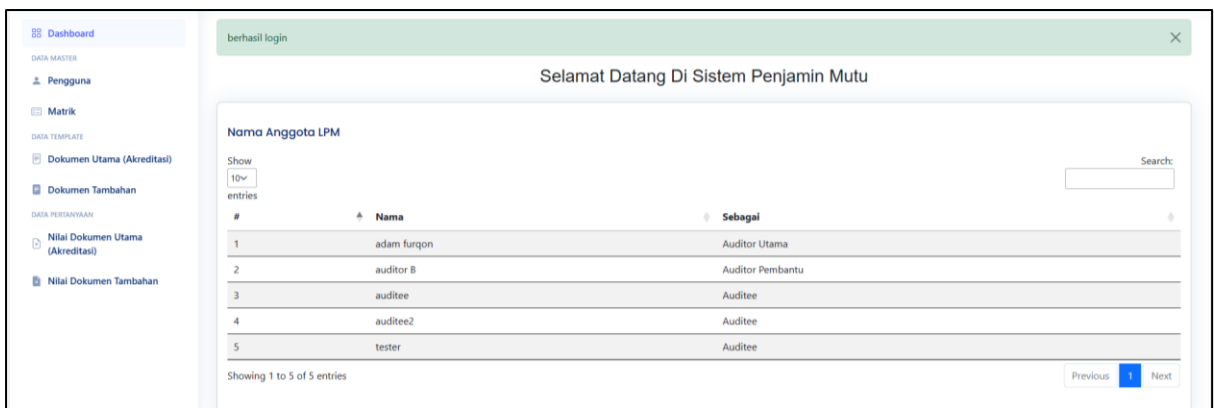 Dashboard
DATA MASTER
Pengguna
Matrik
DATA TEMPLATE
Dokumen Utama (Akreditasi)
Dokumen Tambahan
DATA PERTANYAAN
Nilai Dokumen Utama
(Akreditasi)
Nilai Dokumen Tambahan
berhasil login
Selamat Datang Di Sistem Penjamin Mutu
Nama Anggota LPM
Show
10
entries
Search:
# Nama Sebagai
1 adam furqon Auditor Utama
2 auditor B Auditor Pembantu
3 auditee Auditee
4 auditee2 Auditee
5 tester Auditee
Showing 1 to 5 of 5 entries
Previous 1 Next